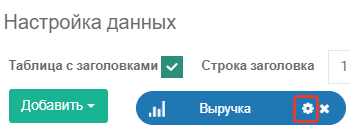 Настройка данных
Таблица с заголовками Строка заголовка 1
Добавить Выручка